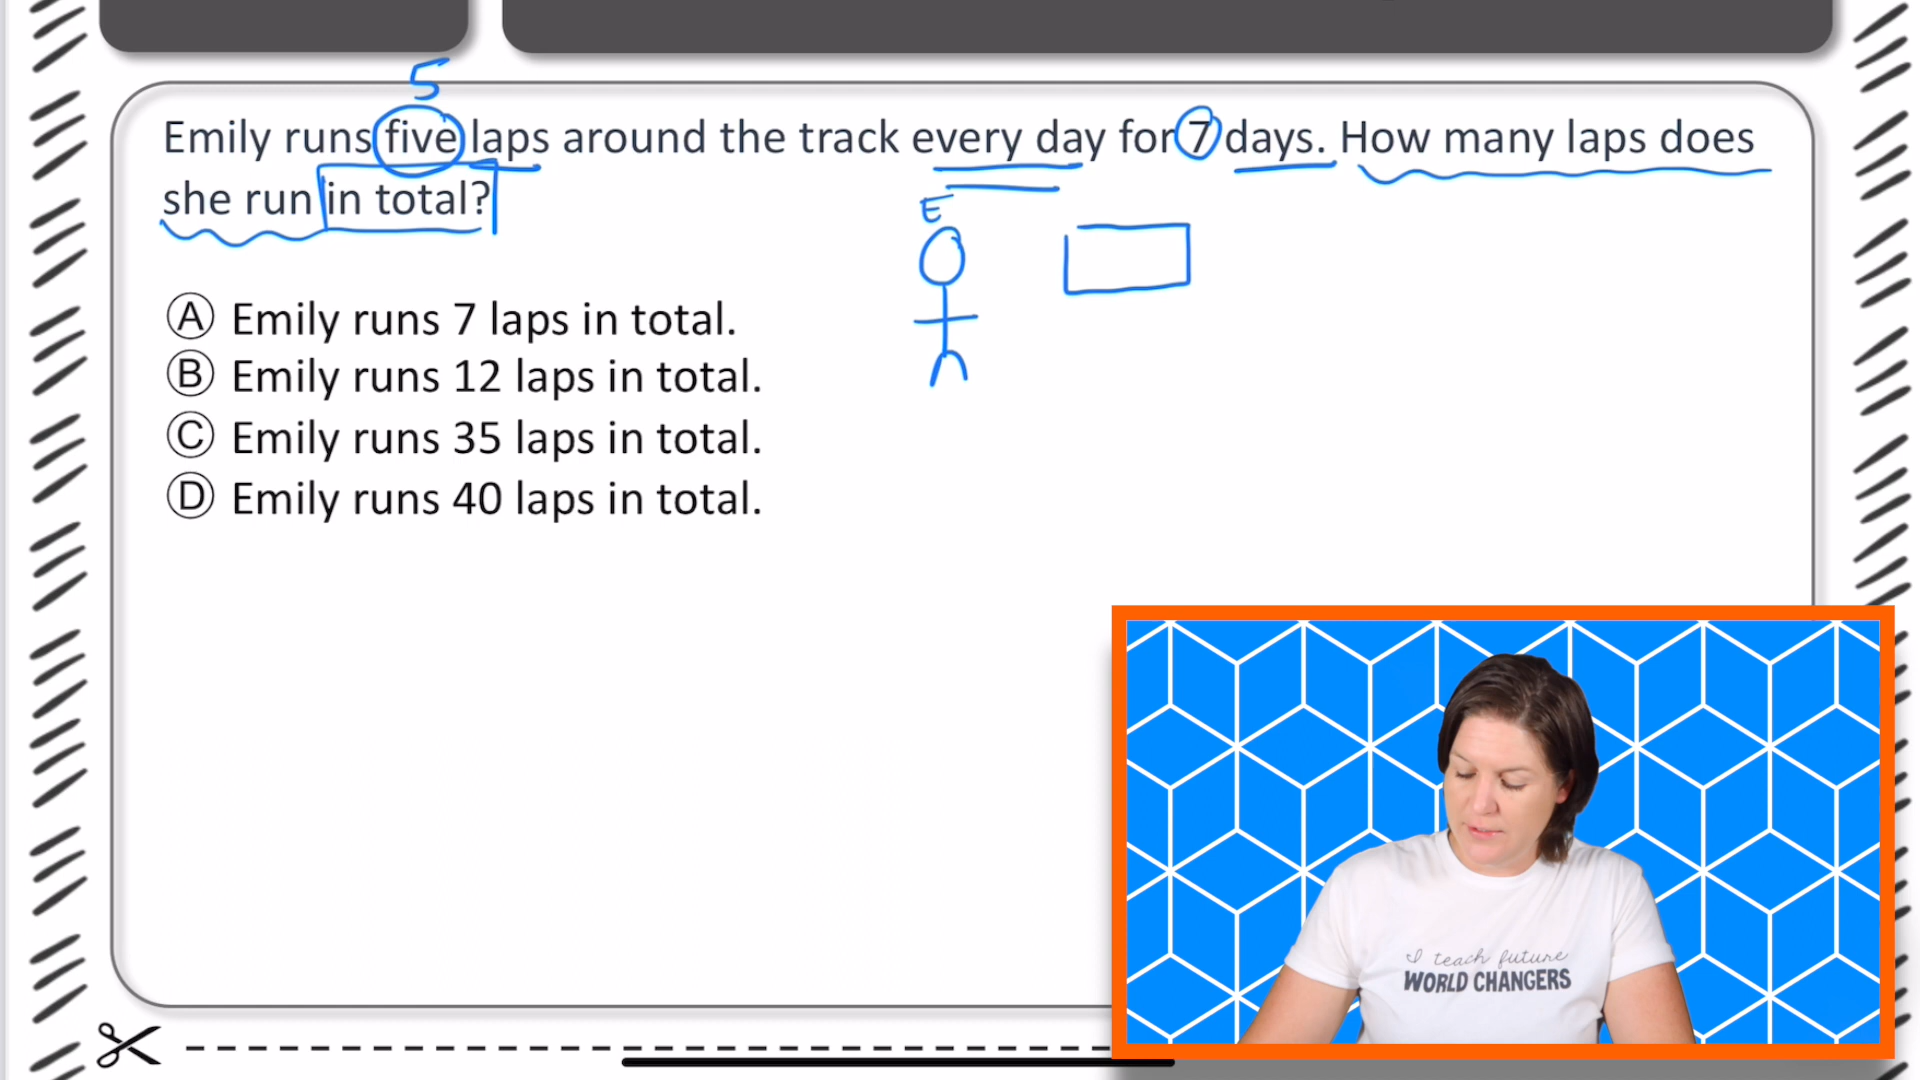 5
Emily runs five laps around the track every day for 7 days. How many laps does
she run in total?
E
A Emily runs 7 laps in total.
B Emily runs 12 laps in total.
C Emily runs 35 laps in total.
D Emily runs 40 laps in total.
I teach future
WORLD CHANGERS